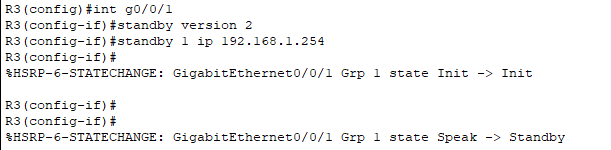 R3(config)#int g0/0/1
R3(config-if)#standby version 2
R3(config-if)#standby 1 ip 192.168.1.254
R3(config-if)#
%HSRP-6-STATECHANGE: GigabitEthernet0/0/1 Grp 1 state Init -> Init
R3(config-if)#
R3(config-if)#
%HSRP-6-STATECHANGE: GigabitEthernet0/0/1 Grp 1 state Speak -> Standby